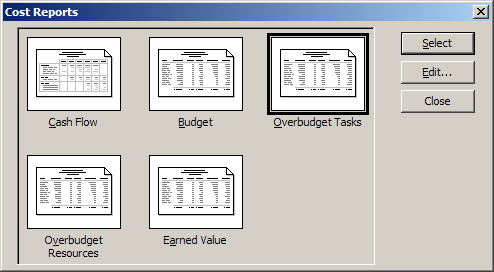 Cost Reports
Select
Edit...
Close
Cash Flow
Budget
Overbudget Tasks
Overbudget
Resources
Earned Value